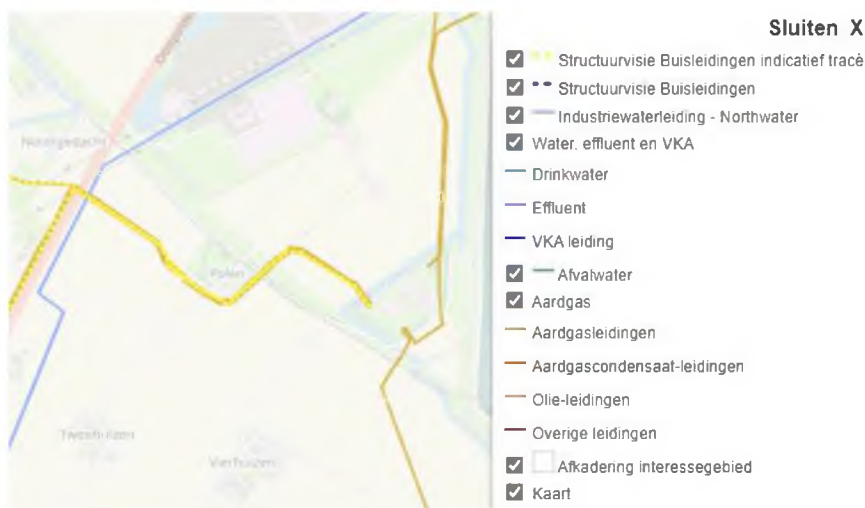 Sluiten X
Structuurvisie Buisleidingen indicatief tracé
Structuurvisie Buisleidingen
Industriewaterleiding - Northwater
Water, effluent en VKA
Drinkwater
Effluent
VKA leiding
Afvalwater
Aardgas
Aardgasleidingen
Aardgascondensaat-leidingen
Olie-leidingen
Overige leidingen
Afkadering interessegebied
Kaart
Nooitgedacht
Polen
Vierhuizen